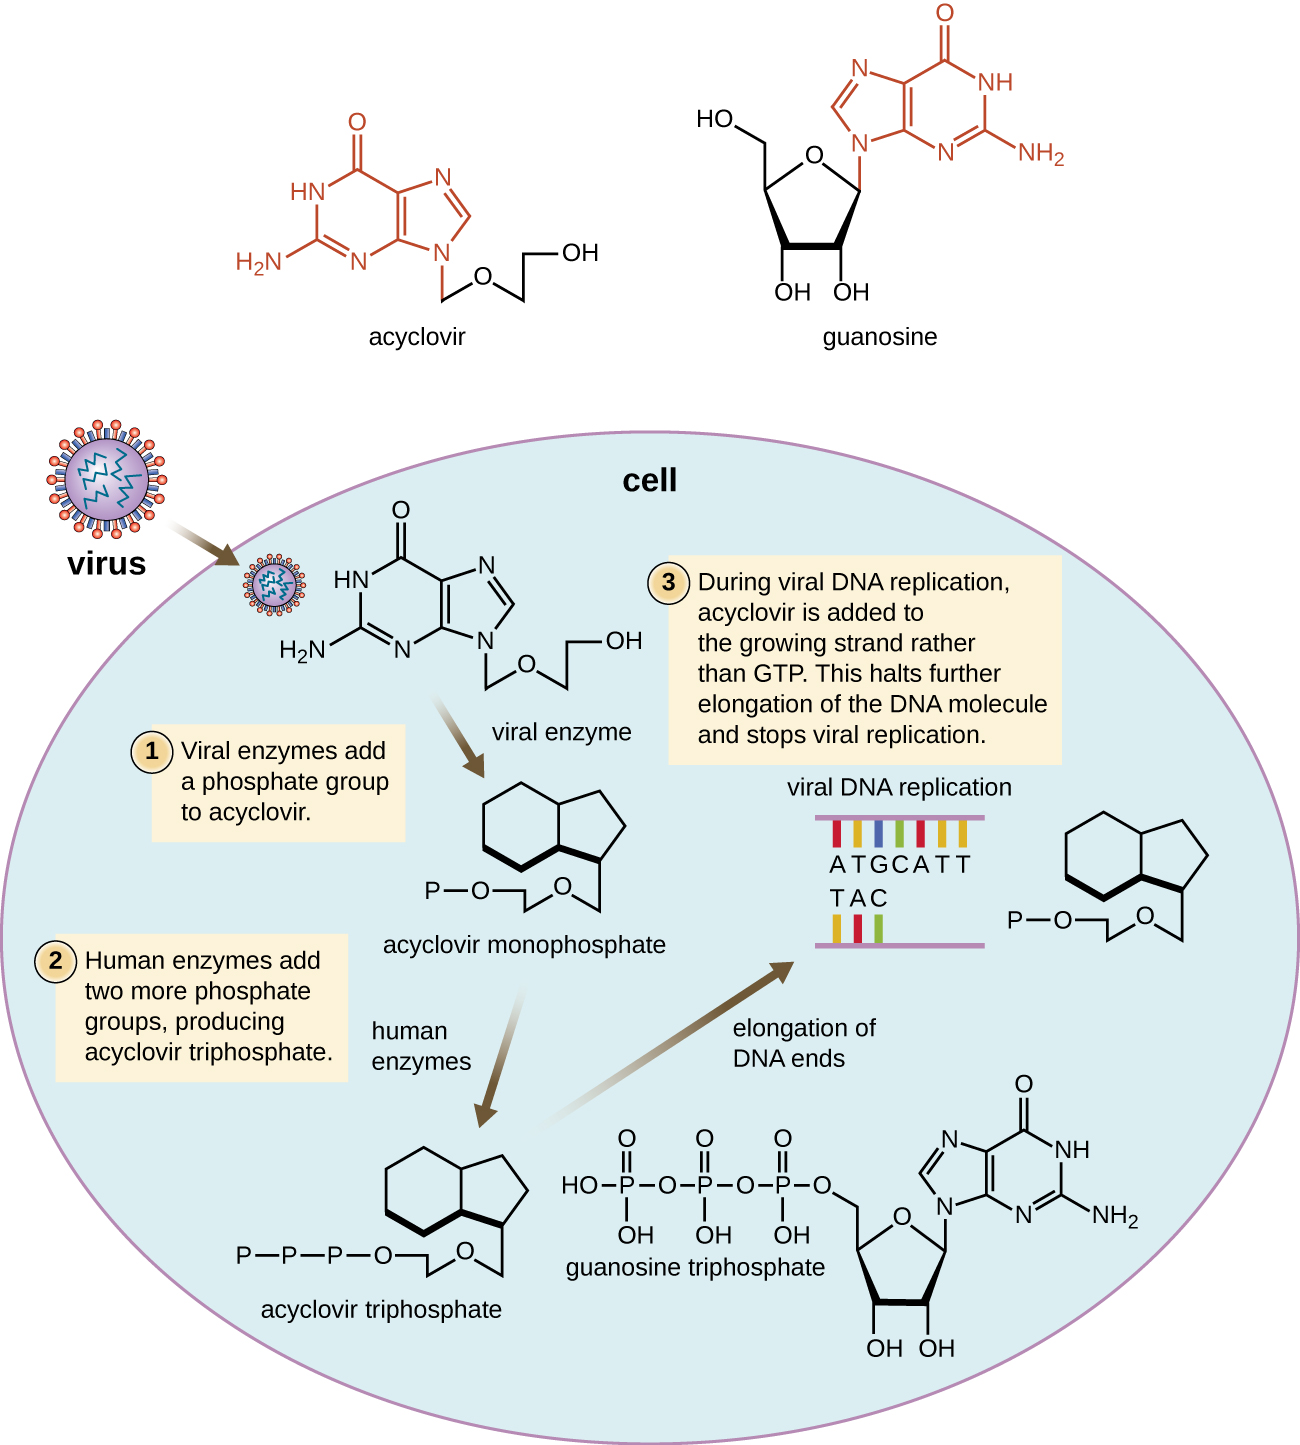 O
N
NH
HO
O
N
N
NH₂
OH OH
guanosine
O
HN
N
H₂N
N
N
O
OH
acyclovir
virus
cell
O
HN
N
H₂N
N
N
O
OH
viral enzyme
1 Viral enzymes add
a phosphate group
to acyclovir.
P—O
O
acyclovir monophosphate
2 Human enzymes add
two more phosphate
groups, producing
acyclovir triphosphate.
human
enzymes
P—P—P—O
O
acyclovir triphosphate
3 During viral DNA replication,
acyclovir is added to
the growing strand rather
than GTP. This halts further
elongation of the DNA molecule
and stops viral replication.
viral DNA replication
A T G C A T T
T A C
P—O
O
elongation of
DNA ends
O O O
HO—P—O—P—O—P—O
OH OH OH
guanosine triphosphate
O
N
NH
O
N
N
NH₂
OH OH